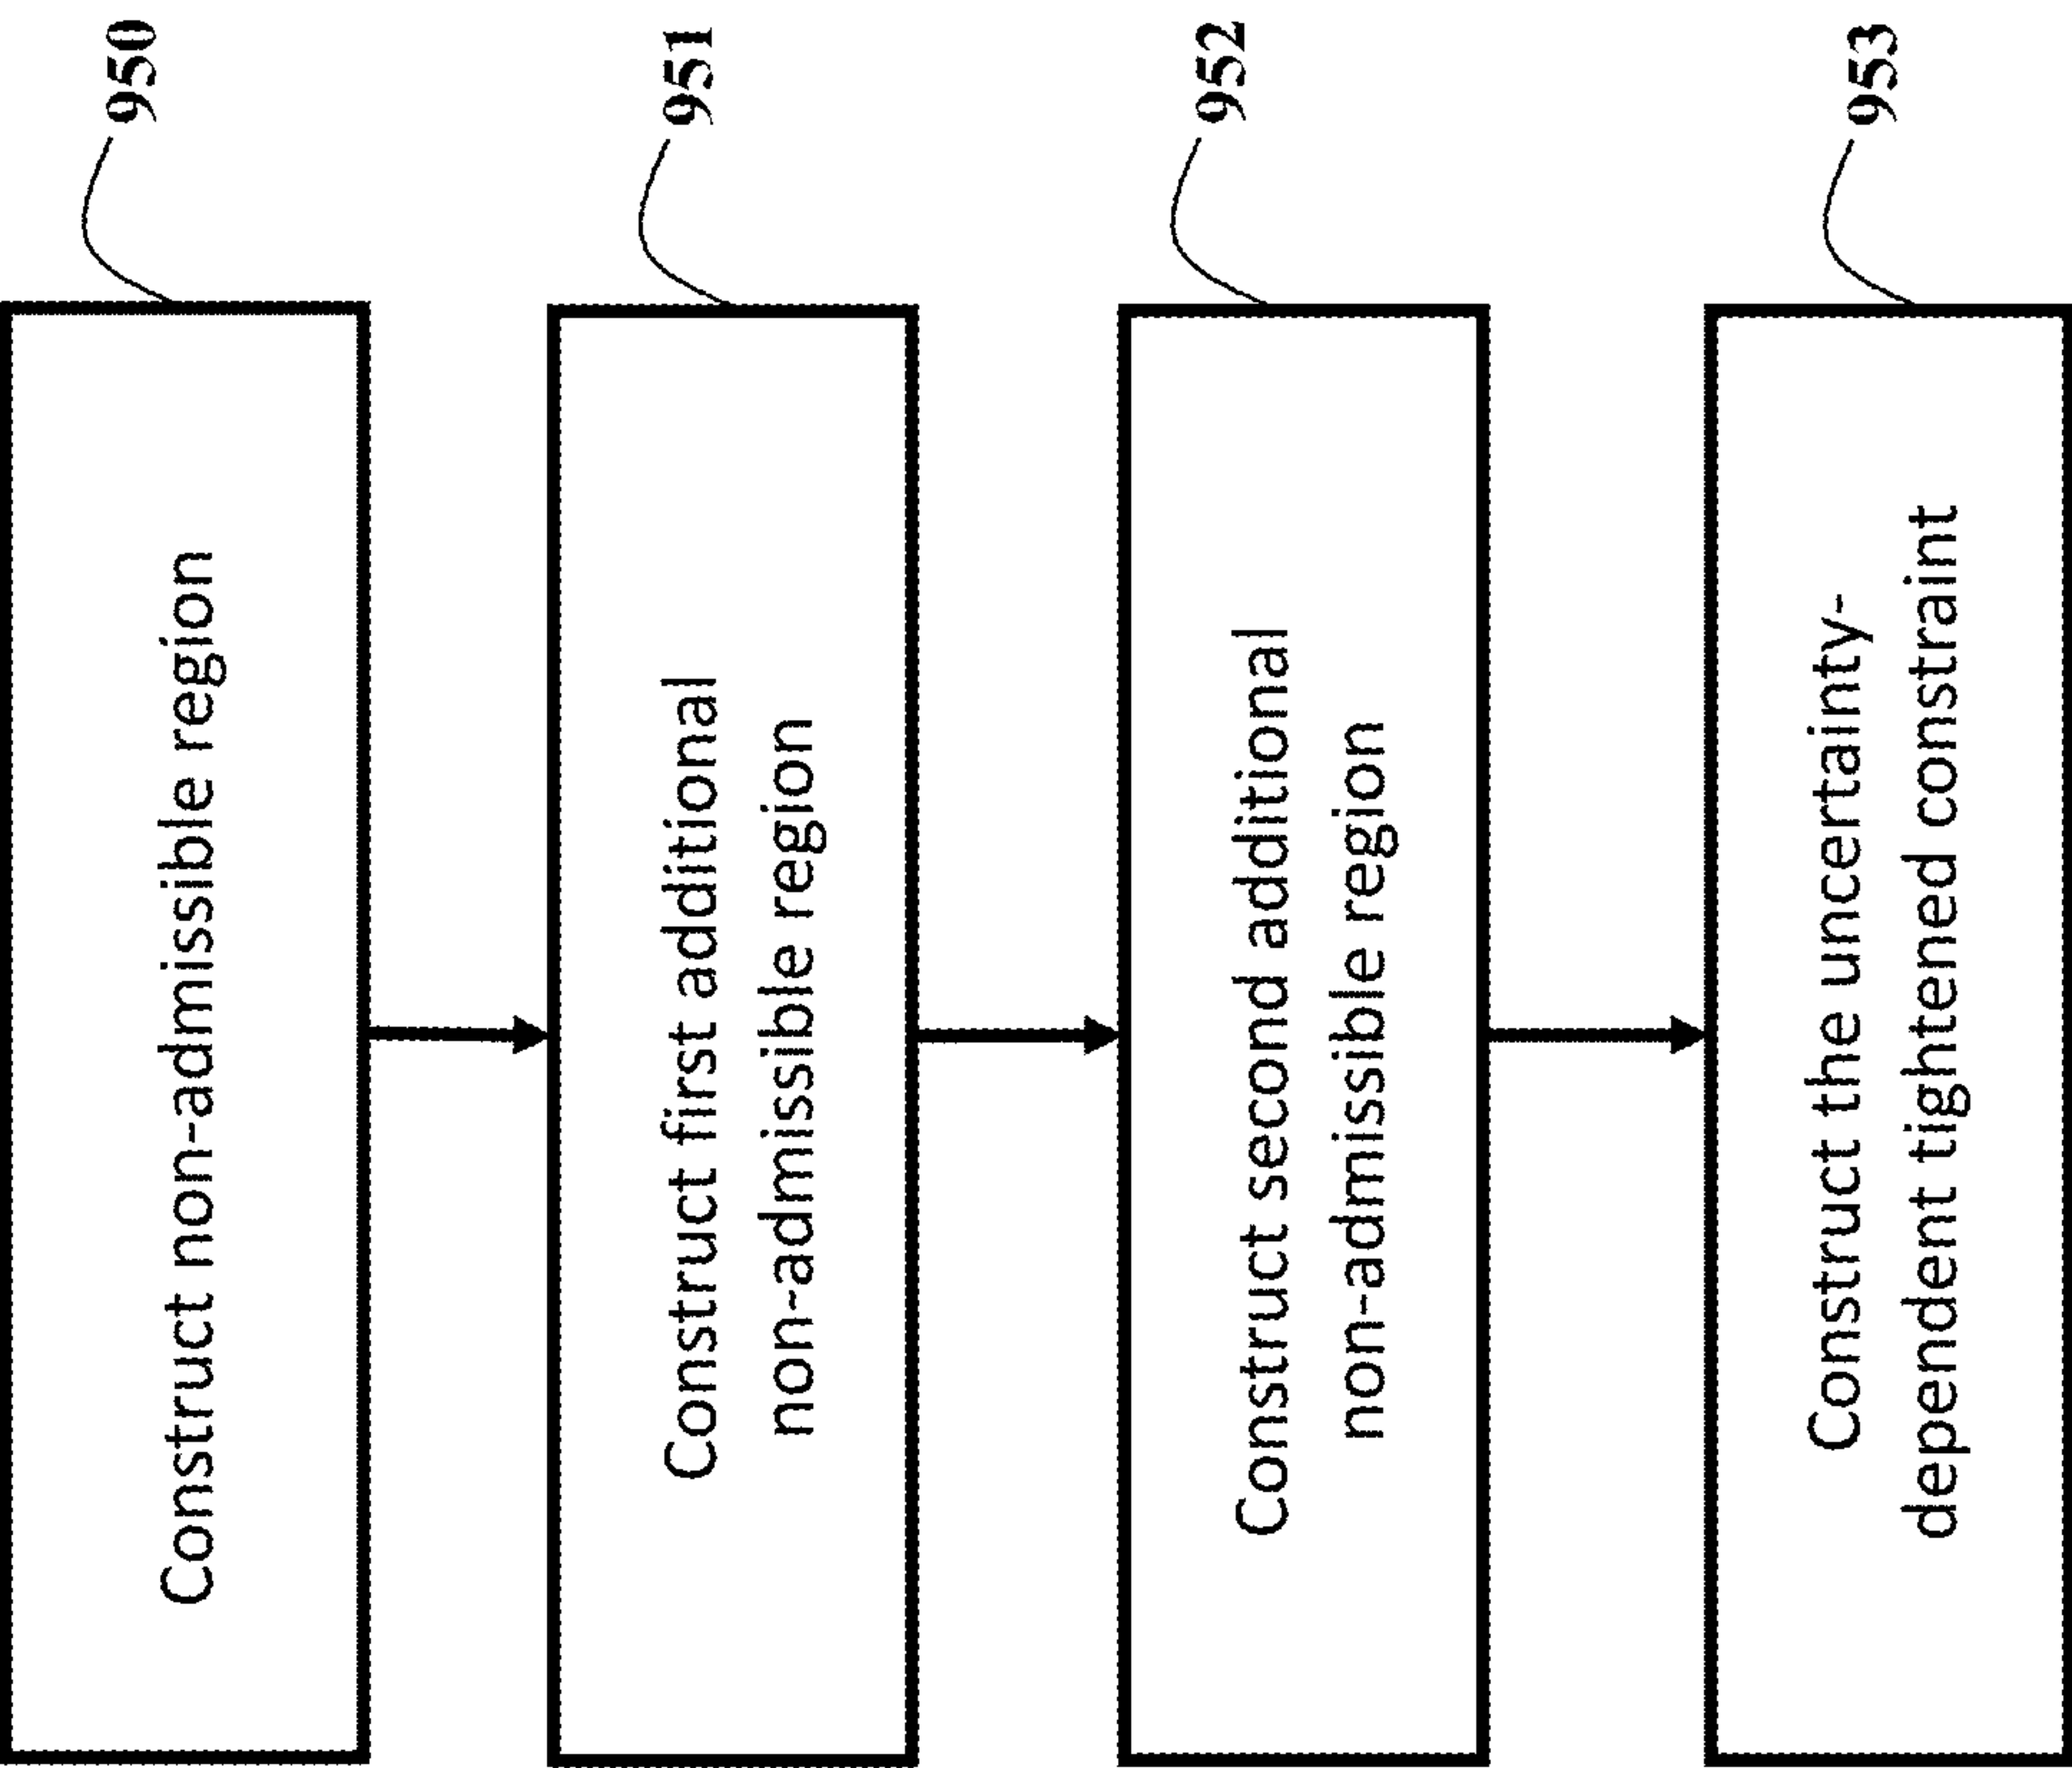 Construct non-admissible region
950
Construct first additional
non-admissible region
951
Construct second additional
non-admissible region
952
Construct the uncertainty-
dependent tightened constraint
953